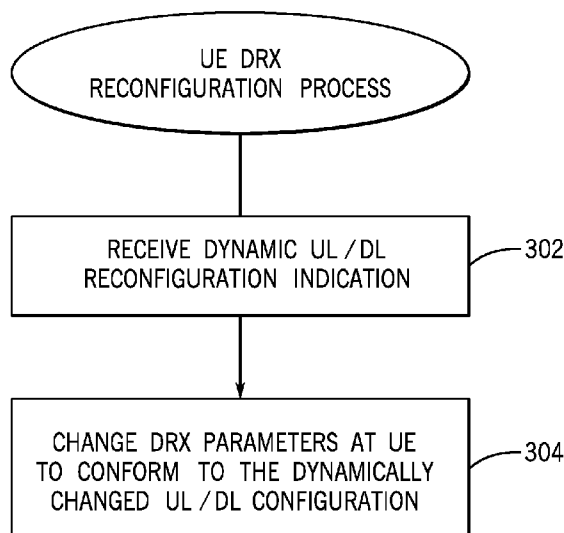 UE DRX
RECONFIGURATION PROCESS
RECEIVE DYNAMIC UL/DL
RECONFIGURATION INDICATION
302
CHANGE DRX PARAMETERS AT UE
TO CONFORM TO THE DYNAMICALLY
CHANGED UL/DL CONFIGURATION
304